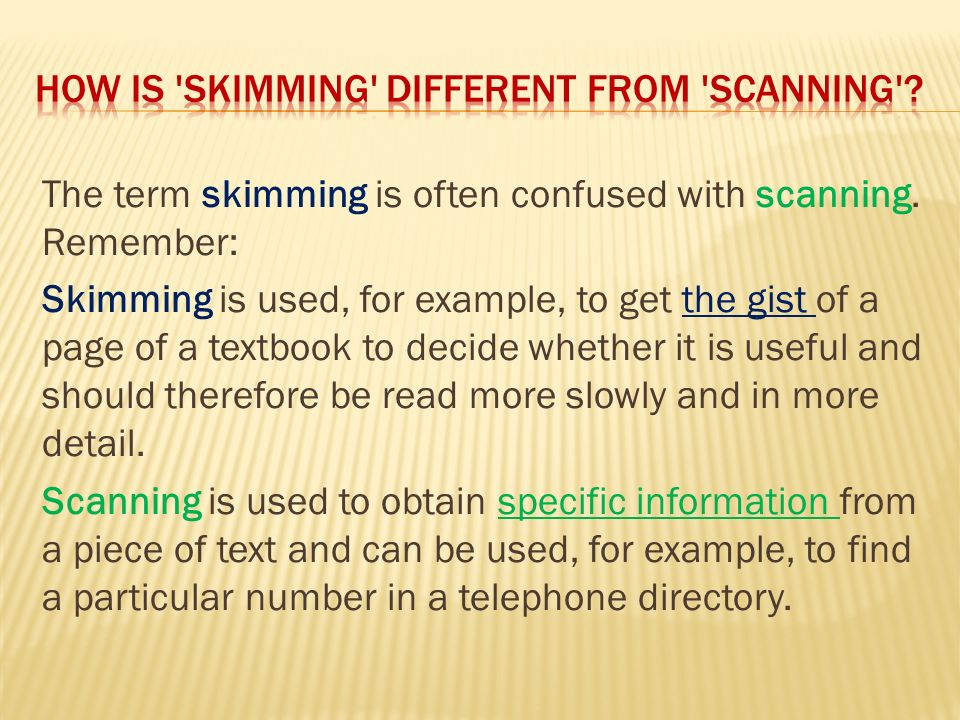 HOW IS 'SKIMMING' DIFFERENT FROM 'SCANNING'?
The term skimming is often confused with scanning.
Remember:
Skimming is used, for example, to get the gist of a
page of a textbook to decide whether it is useful and
should therefore be read more slowly and in more
detail.
Scanning is used to obtain specific information from
a piece of text and can be used, for example, to find
a particular number in a telephone directory.